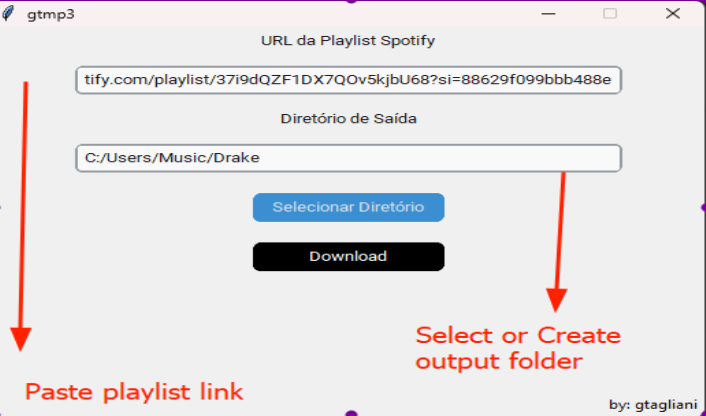 gtmp3
URL da Playlist Spotify
tify.com/playlist/37i9dQZF1DX7QOv5kjbU68?si=88629f099bbb488e
Diretório de Saída
C:/Users/Music/Drake
Selecionar Diretório
Download
Select or Create
output folder
Paste playlist link
by: gtagliani